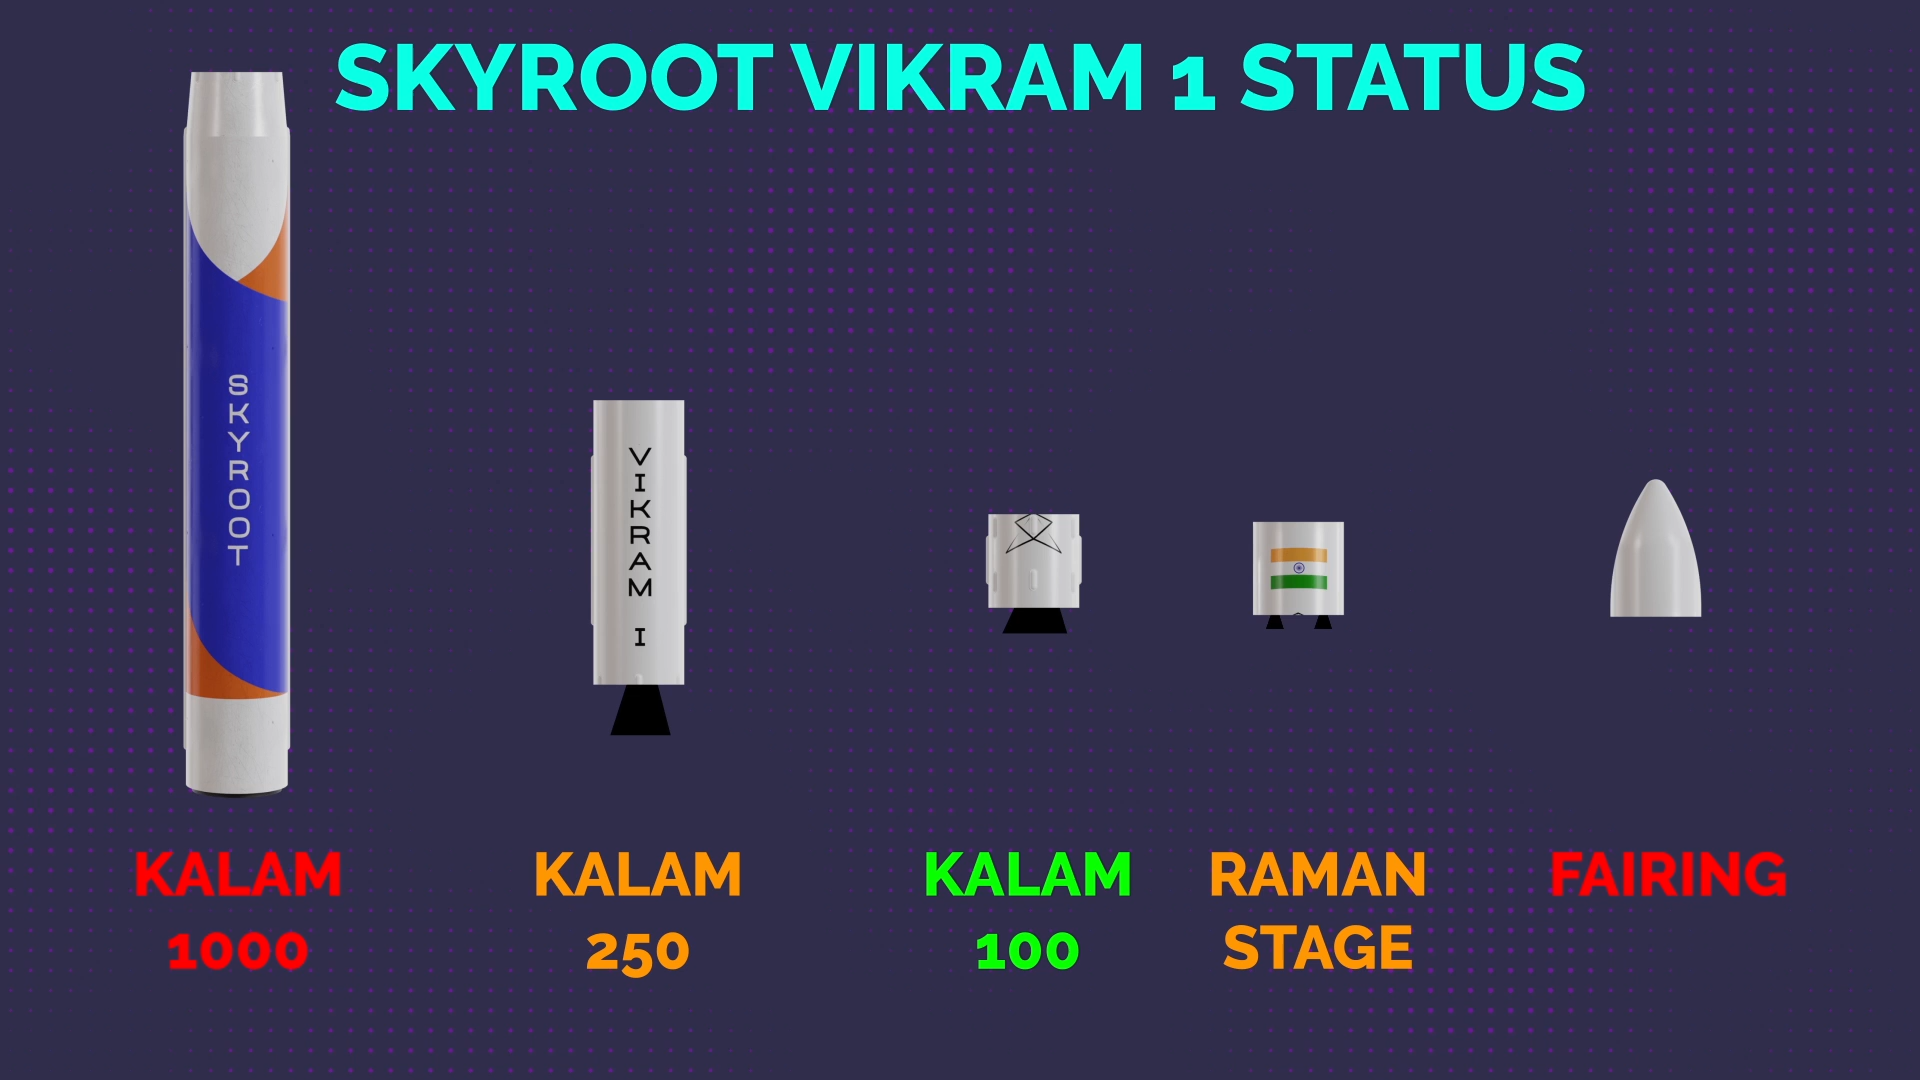 SKYROOT VIKRAM 1 STATUS
SKYROOT
VIKRAM I
KALAM
1000
KALAM
250
KALAM
100
RAMAN
STAGE
FAIRING